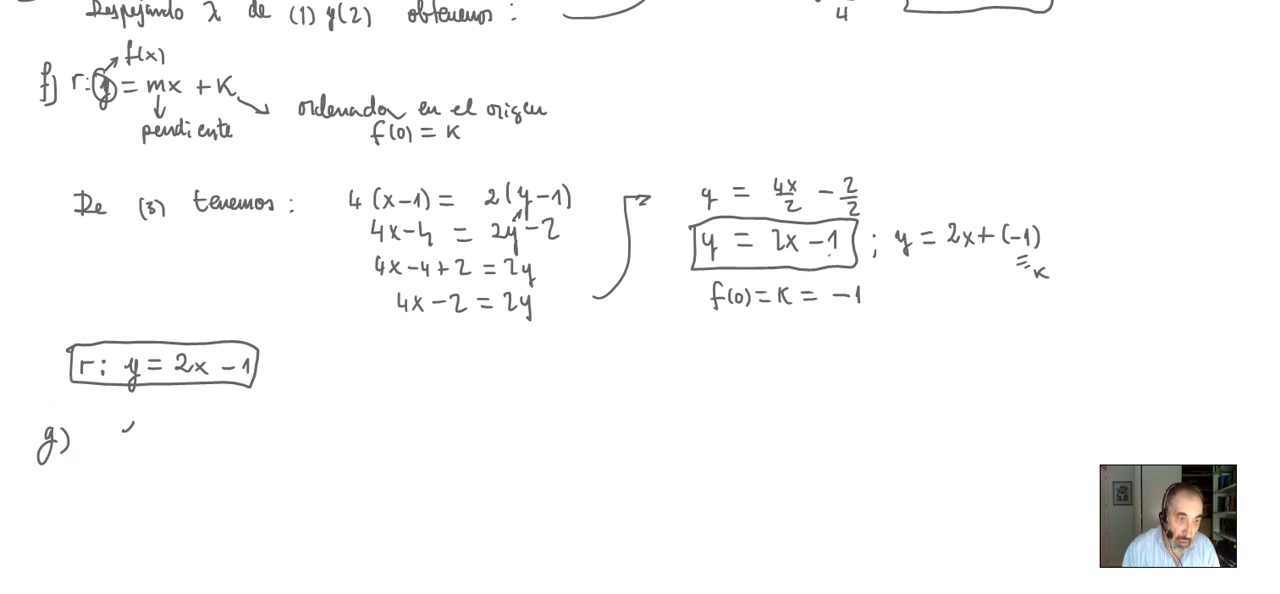 Despejando λ de (1) y (2) obtenemos :
4
f(x)
f) r: y = mx + K
pendiente
ordenada en el origen
f(0) = K
De (3) tenemos :
4 (x-1) = 2 (y-1)
4x-4 = 2y-2
4x-4+2 = 2y
4x-2 = 2y
y = 4x/2 - 2/2
y = 2x-1 ; y = 2x+(-1)
= K
f(0) = K = -1
r: y = 2x - 1
g)